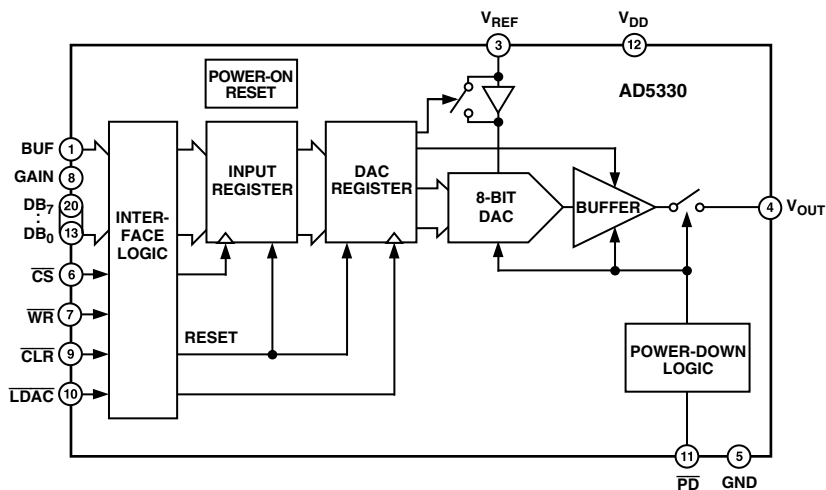 VREF
VDD
3
12
POWER-ON
RESET
AD5330
BUF
1
GAIN
8
DB7
20
DB0
13
CS
6
WR
7
CLR
9
LDAC
10
INTER-
FACE
LOGIC
INPUT
REGISTER
DAC
REGISTER
8-BIT
DAC
BUFFER
4
VOUT
RESET
POWER-DOWN
LOGIC
11
5
PD
GND